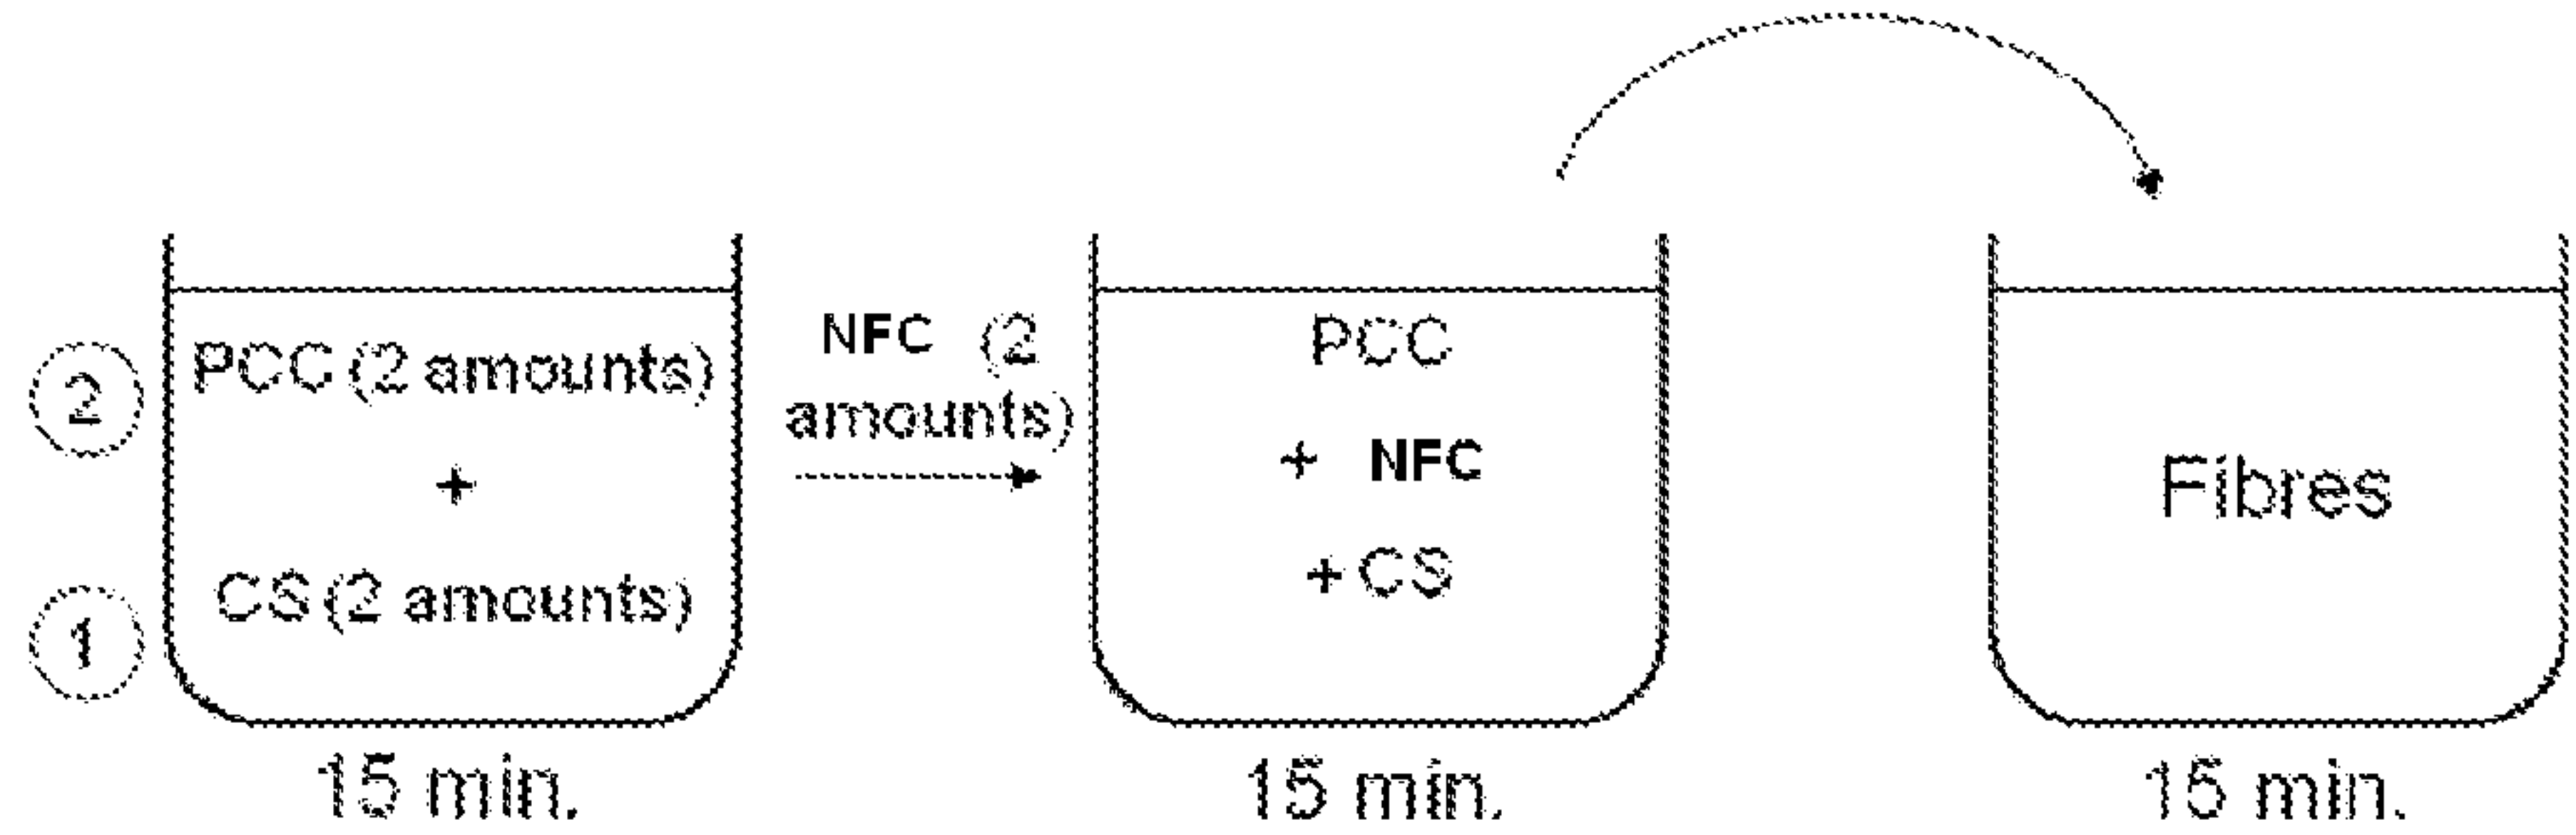 2
PCC (2 amounts)
+
CS (2 amounts)
1
15 min.
NFC (2
amounts)
PCC
+ NFC
+ CS
15 min.
Fibres
15 min.